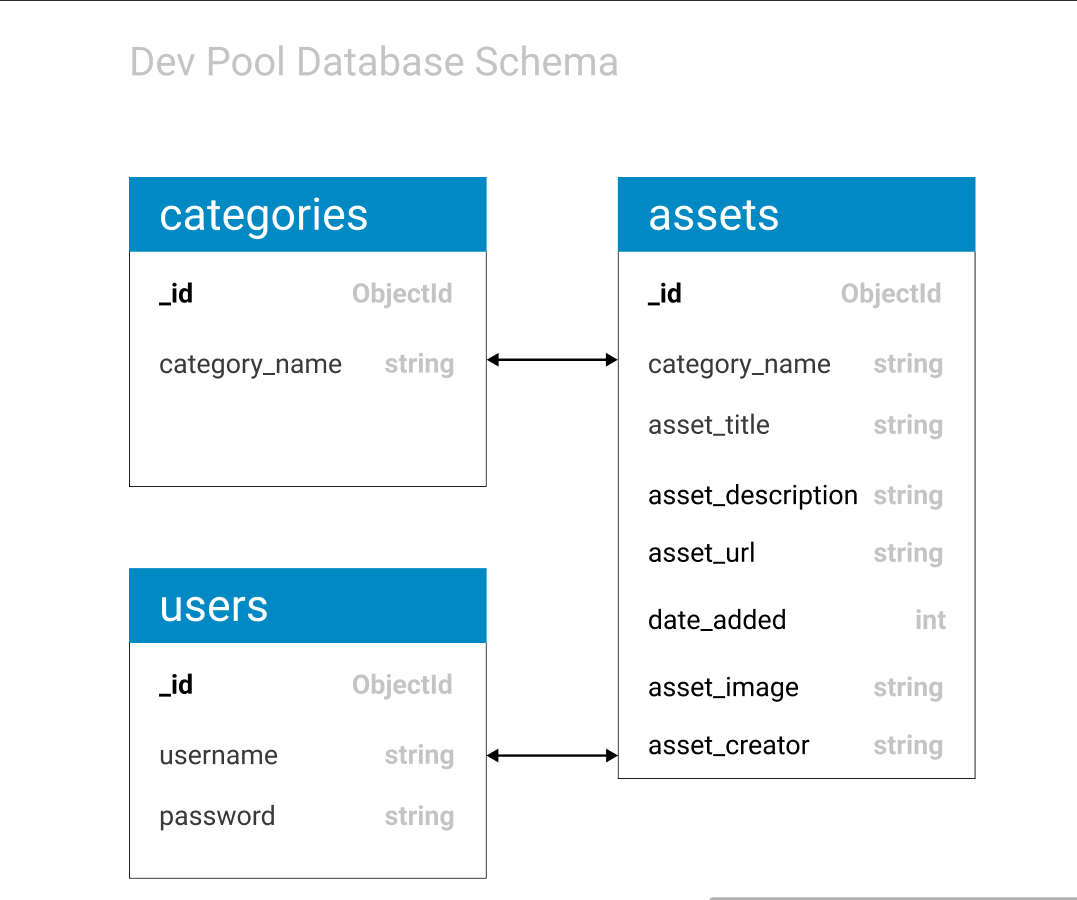 Dev Pool Database Schema
categories
_id ObjectId
category_name string
users
_id ObjectId
username string
password string
assets
_id ObjectId
category_name string
asset_title string
asset_description string
asset_url string
date_added int
asset_image string
asset_creator string